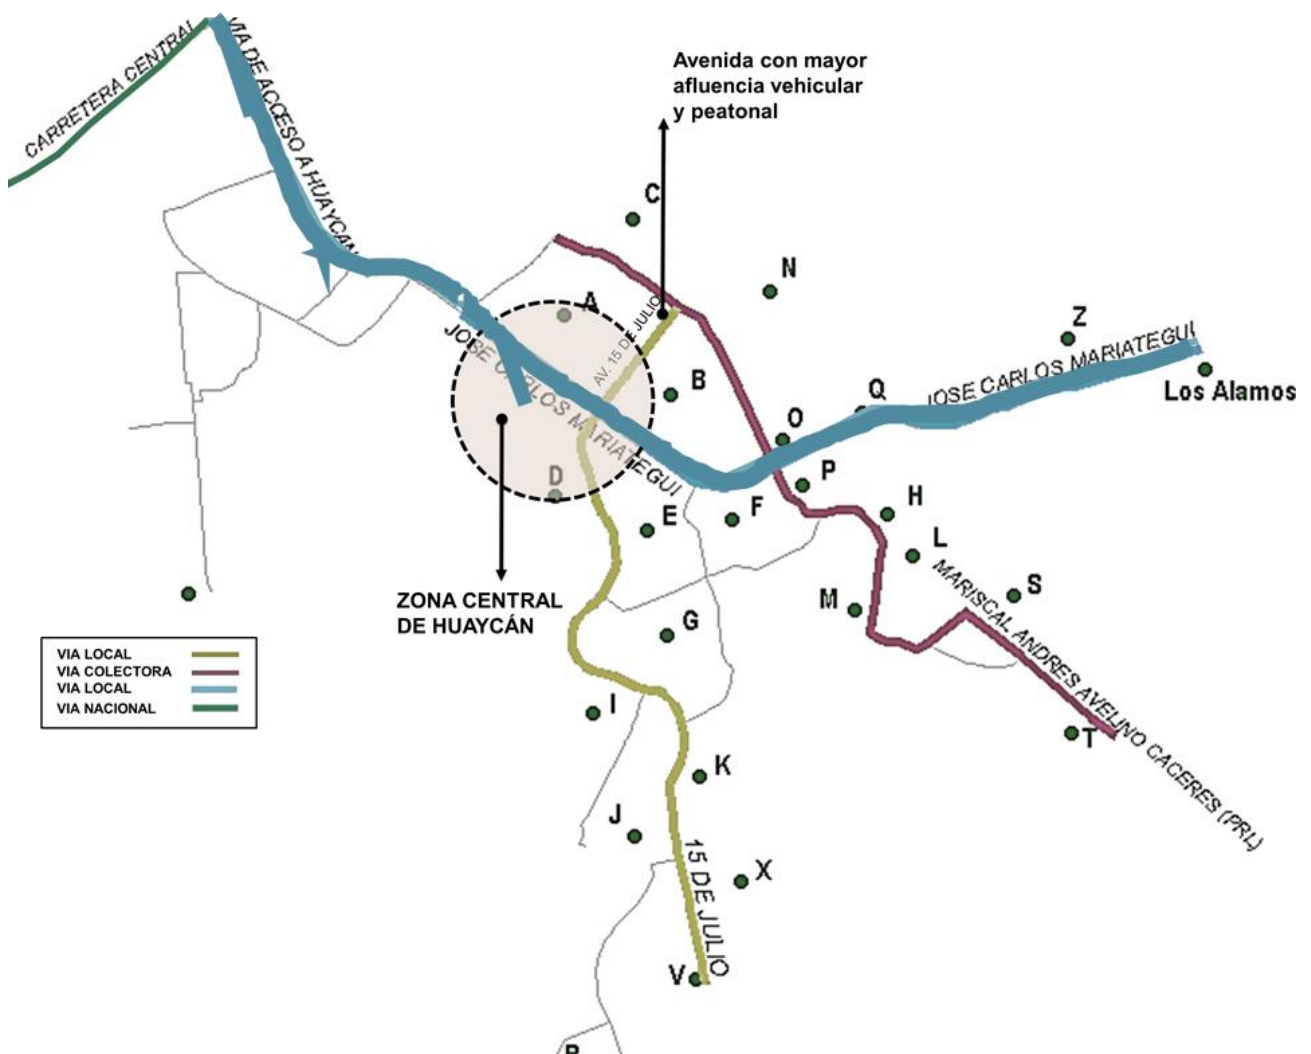 CARRETERA CENTRAL
VIA DE ACCESO A HUAYCAN
Avenida con mayor
afluencia vehicular
y peatonal
C
N
A
AV. 15 DE JULIO
Z
JOSE CARLOS MARIATEGUI
B
JOSE CARLOS MARIATEGUI
Los Alamos
Q
O
P
D
H
E
F
L
ZONA CENTRAL
DE HUAYCÁN
M
S
MARISCAL ANDRES AVELINO CACERES (PRL)
G
VIA LOCAL
VIA COLECTORA
VIA LOCAL
VIA NACIONAL
I
T
K
J
15 DE JULIO
X
V